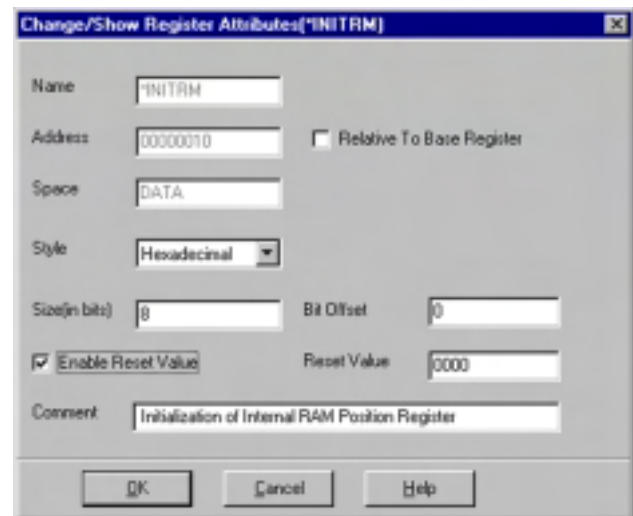 Change/Show Register Attributes(*INITRM)
Name *INITRM
Address 00000010 Relative To Base Register
Space DATA
Style Hexadecimal
Size(in bits) 8 Bit Offset 0
Enable Reset Value Reset Value 0000
Comment Initialization of Internal RAM Position Register
OK Cancel Help